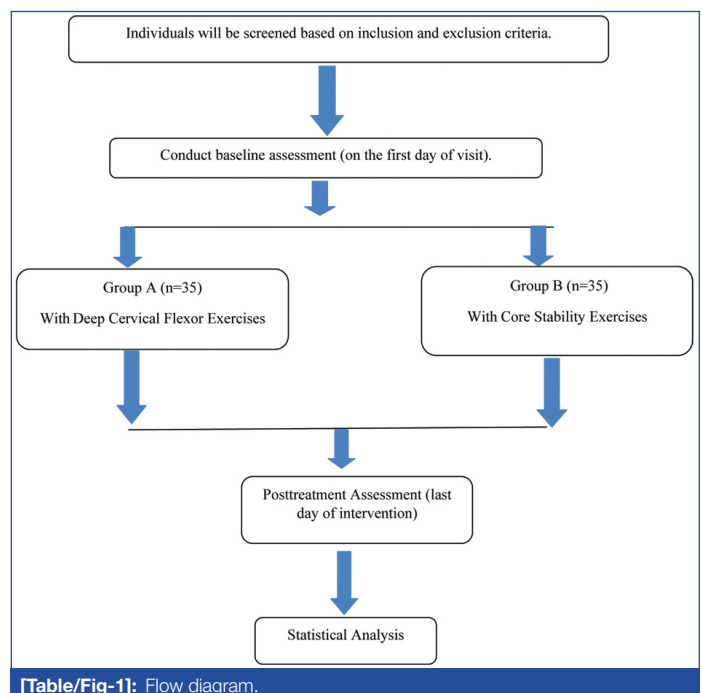 Individuals will be screened based on inclusion and exclusion criteria.
Conduct baseline assessment (on the first day of visit).
Group A (n=35)
With Deep Cervical Flexor Exercises
Group B (n=35)
With Core Stability Exercises
Posttreatment Assessment (last
day of intervention)
Statistical Analysis
[Table/Fig-1]: Flow diagram.